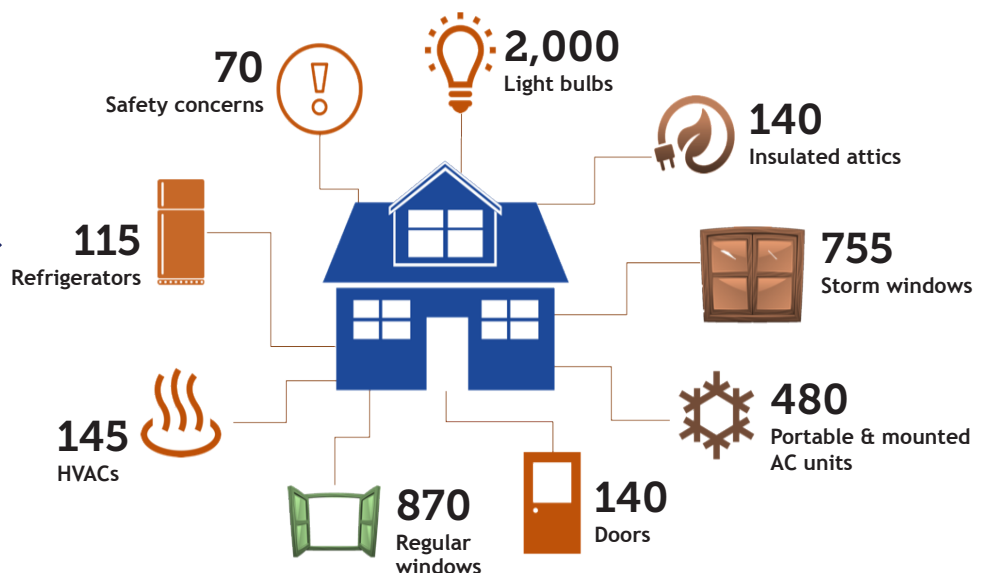 70
Safety concerns
2,000
Light bulbs
140
Insulated attics
115
Refrigerators
755
Storm windows
145
HVACs
480
Portable & mounted
AC units
870
Regular
windows
140
Doors